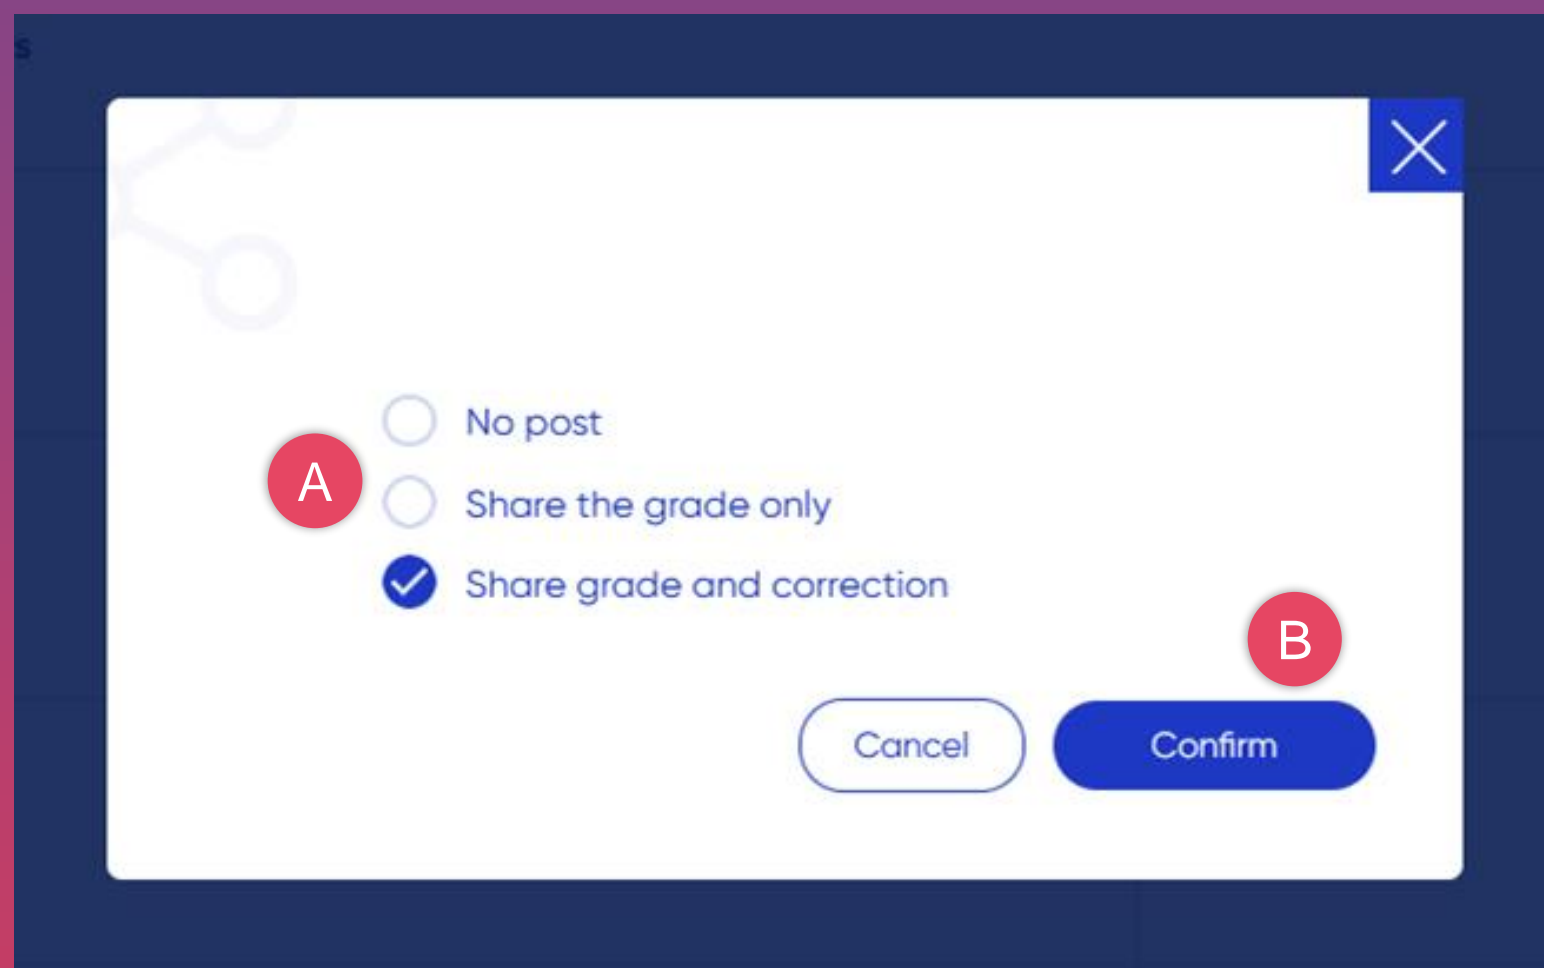 s
No post
A
Share the grade only
Share grade and correction
B
Cancel
Confirm